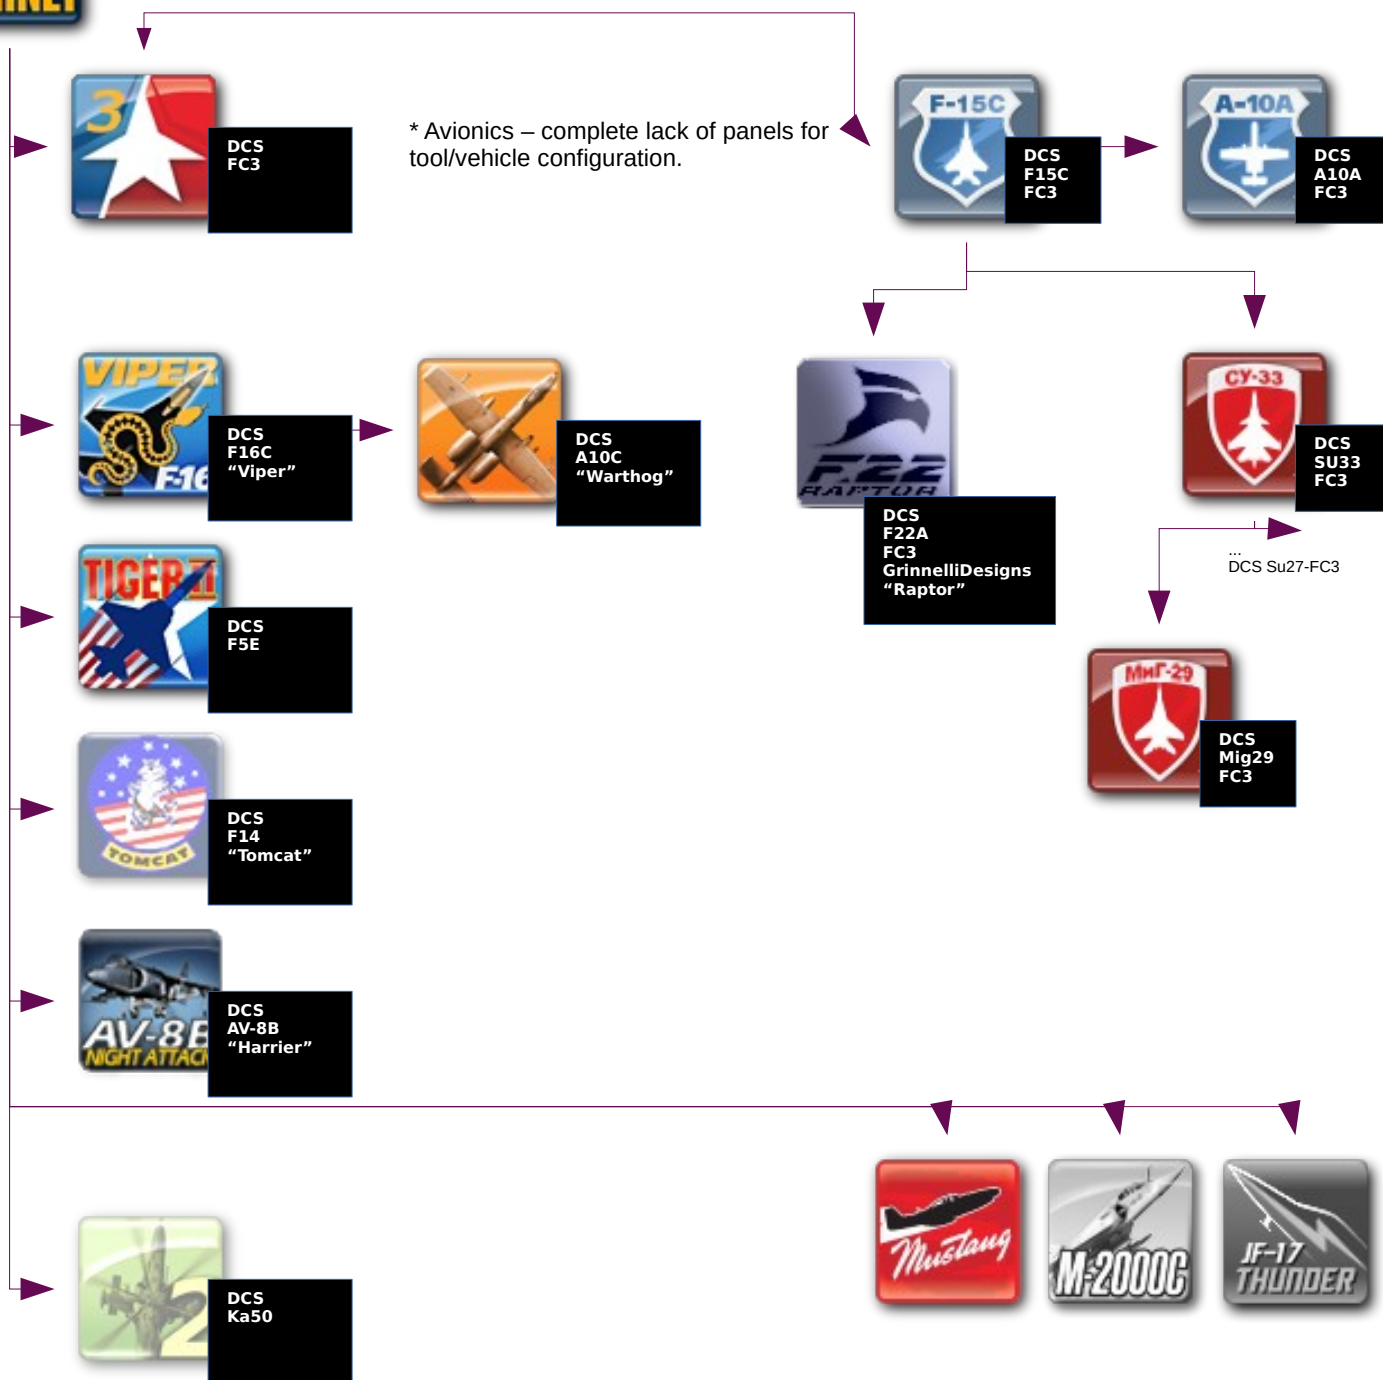 3
DCS
FC3
* Avionics – complete lack of panels for
tool/vehicle configuration.
F-15C
DCS
F15C
FC3
A-10A
DCS
A10A
FC3
VIPER
F-16
DCS
F16C
“Viper”
DCS
A10C
“Warthog”
F-22
RAPTOR
DCS
F22A
FC3
GrinnelliDesigns
“Raptor”
СУ-33
DCS
SU33
FC3
...
DCS Su27-FC3
TIGER II
DCS
F5E
МиГ-29
DCS
Mig29
FC3
TOMCAT
DCS
F14
“Tomcat”
AV-8B
NIGHT ATTACK
DCS
AV-8B
“Harrier”
Mustang
M-2000C
JF-17
THUNDER
2
DCS
Ka50